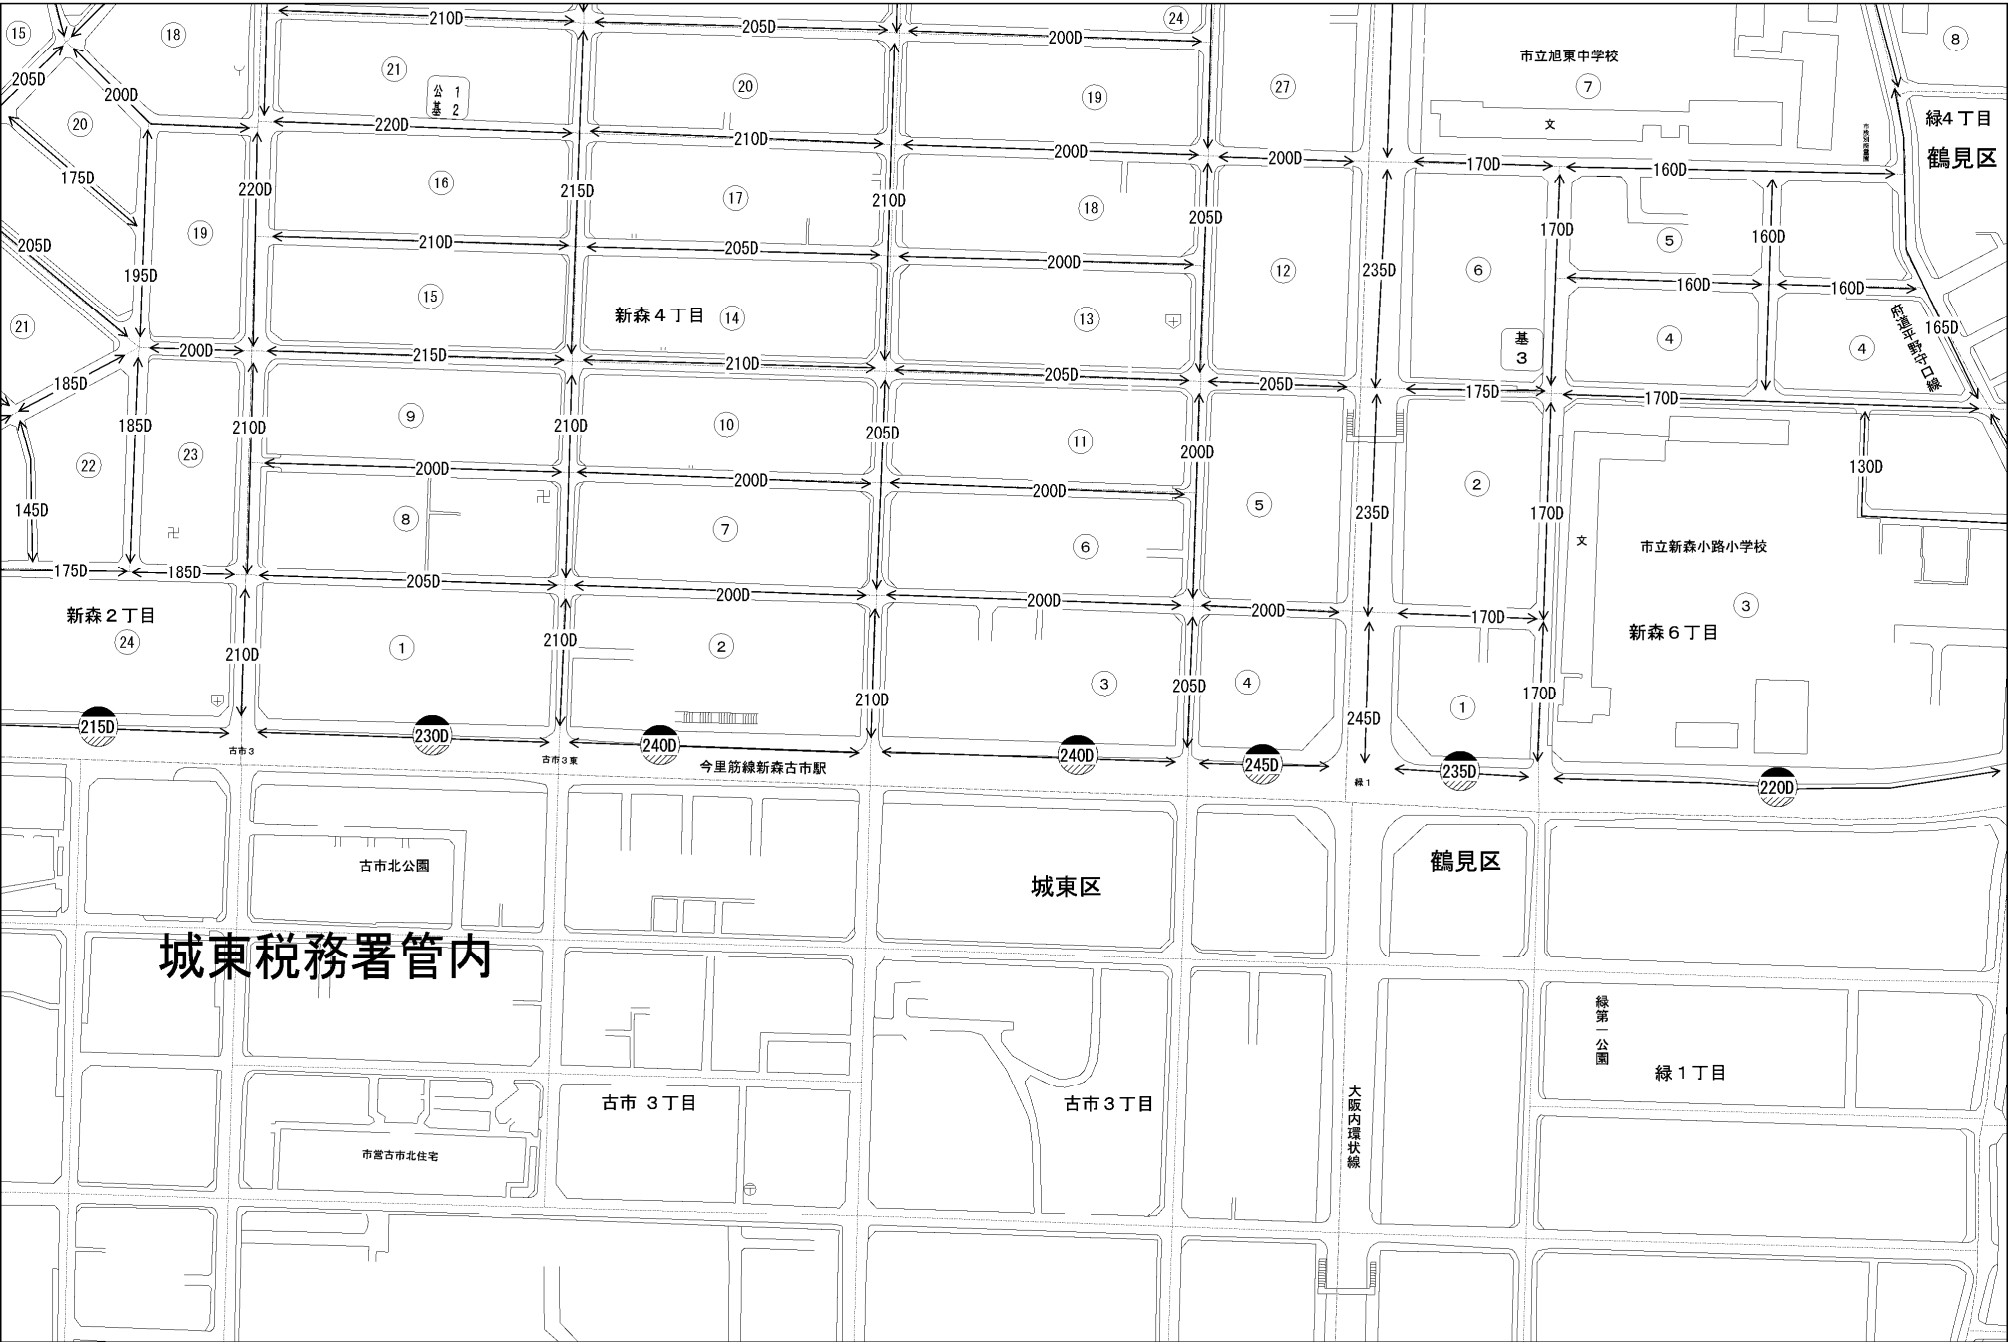 210D
205D
200D
24
15
18
8
市立旭東中学校
21
20
19
27
7
205D
200D
公 1
基 2
20
220D
210D
200D
200D
文
緑4丁目
鶴見区
170D
160D
175D
16
17
18
220D
215D
210D
205D
19
170D
160D
5
205D
210D
205D
200D
12
235D
6
195D
15
新森4丁目
14
13
160D
160D
21
200D
215D
210D
205D
205D
基
3
4
4
165D
府道平野守口線
185D
175D
170D
185D
210D
9
210D
10
205D
11
200D
22
23
200D
200D
200D
130D
145D
8
7
6
5
235D
2
170D
文
市立新森小路小学校
175D
185D
205D
200D
200D
200D
170D
3
新森2丁目
24
210D
1
210D
2
210D
3
205D
4
245D
1
170D
新森6丁目
215D
230D
240D
240D
245D
235D
220D
古市3
古市3東
今里筋線新森古市駅
緑1
古市北公園
城東区
鶴見区
城東税務署管内
緑第一公園
緑1丁目
古市 3丁目
古市3丁目
大阪内環状線
市営古市北住宅